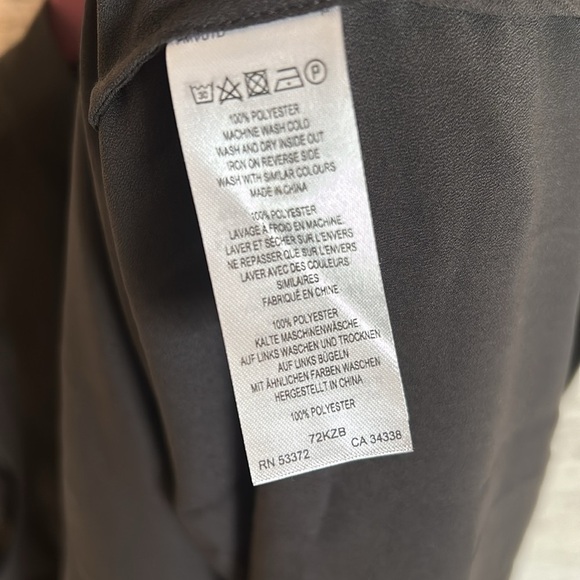 30 P
100% POLYESTER
MACHINE WASH COLD
WASH AND DRY INSIDE OUT
IRON ON REVERSE SIDE
WASH WITH SIMILAR COLOURS
MADE IN CHINA
100% POLYESTER
LAVAGE A FROID EN MACHINE
LAVER ET SÉCHER SUR L'ENVERS
NE REPASSER QUE SUR L'ENVERS
LAVER AVEC DES COULEURS
SIMILAIRES
FABRIQUÉ EN CHINE
100% POLYESTER
KALTE MASCHINENWÄSCHE
AUF LINKS WASCHEN UND TROCKNEN
AUF LINKS BÜGELN
MIT ÄHNLICHEN FARBEN WASCHEN
HERGESTELLT IN CHINA
100% POLYESTER
72KZB
RN 53372 CA 34338